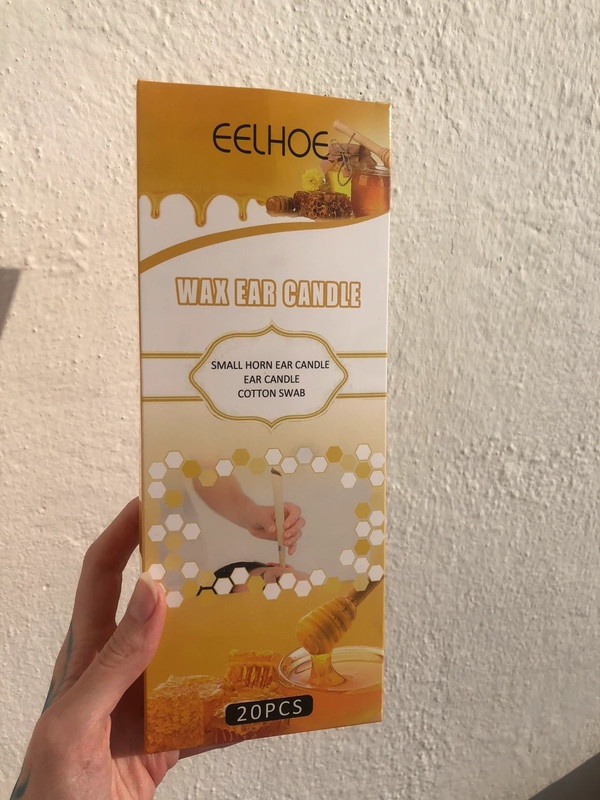 EELHOE
WAX EAR CANDLE
SMALL HORN EAR CANDLE
EAR CANDLE
COTTON SWAB
20PCS